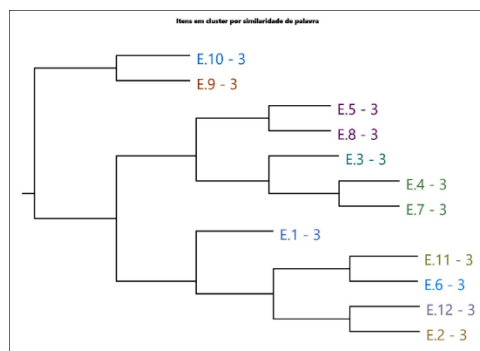 Itens em cluster por similaridade de palavra
E.10 - 3
E.9 - 3
E.5 - 3
E.8 - 3
E.3 - 3
E.4 - 3
E.7 - 3
E.1 - 3
E.11 - 3
E.6 - 3
E.12 - 3
E.2 - 3